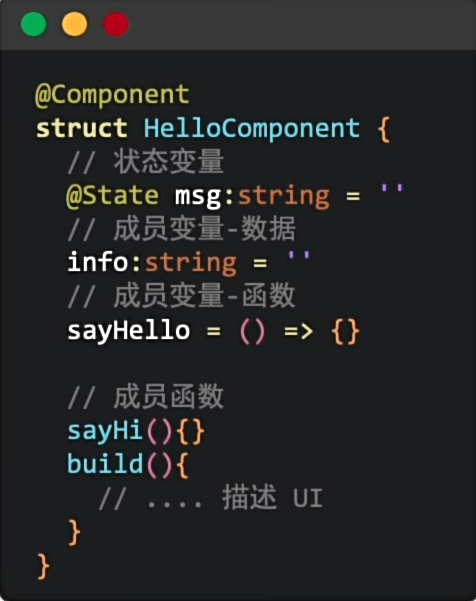 @Component
struct HelloComponent {
// 状态变量
@State msg:string = ''
// 成员变量-数据
info:string = ''
// 成员变量-函数
sayHello = () => {}
// 成员函数
sayHi(){}
build(){
// .... 描述 UI
}
}